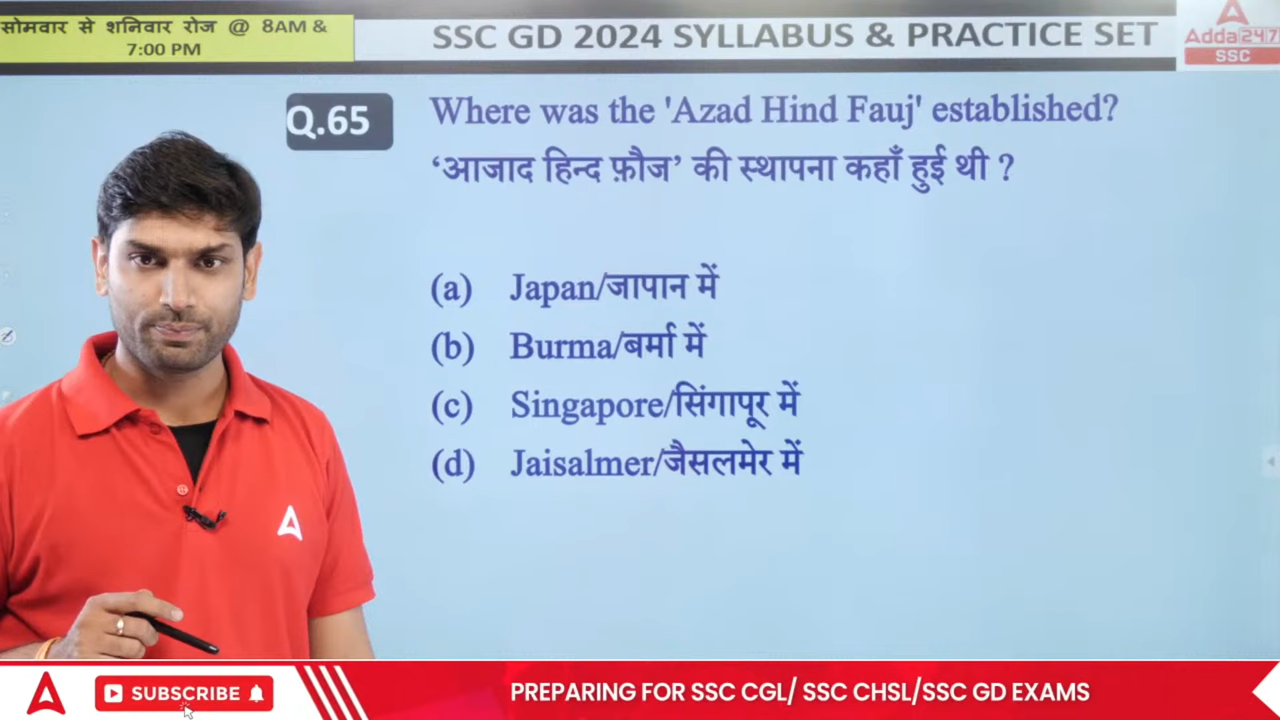 सोमवार से शनिवार रोज @ 8AM &
7:00 PM
SSC GD 2024 SYLLABUS & PRACTICE SET
Adda 247
SSC
Q.65
Where was the 'Azad Hind Fauj' established?
‘आजाद हिन्द फ़ौज’ की स्थापना कहाँ हुई थी ?
(a) Japan/जापान में
(b) Burma/बर्मा में
(c) Singapore/सिंगापूर में
(d) Jaisalmer/जैसलमेर में
SUBSCRIBE
PREPARING FOR SSC CGL/ SSC CHSL/SSC GD EXAMS